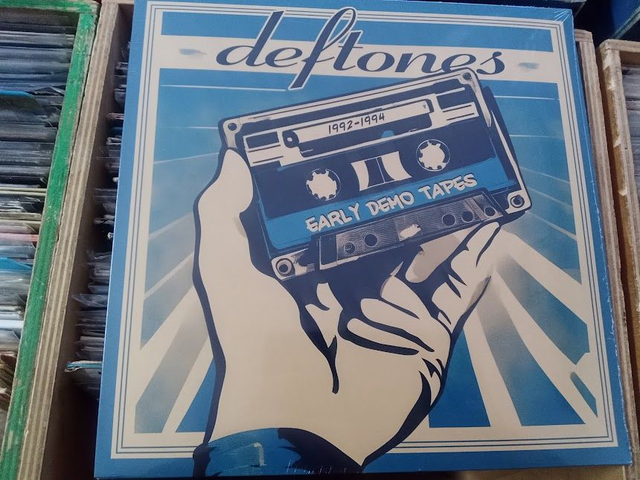 deftones
1992-1994
EARLY DEMO TAPES